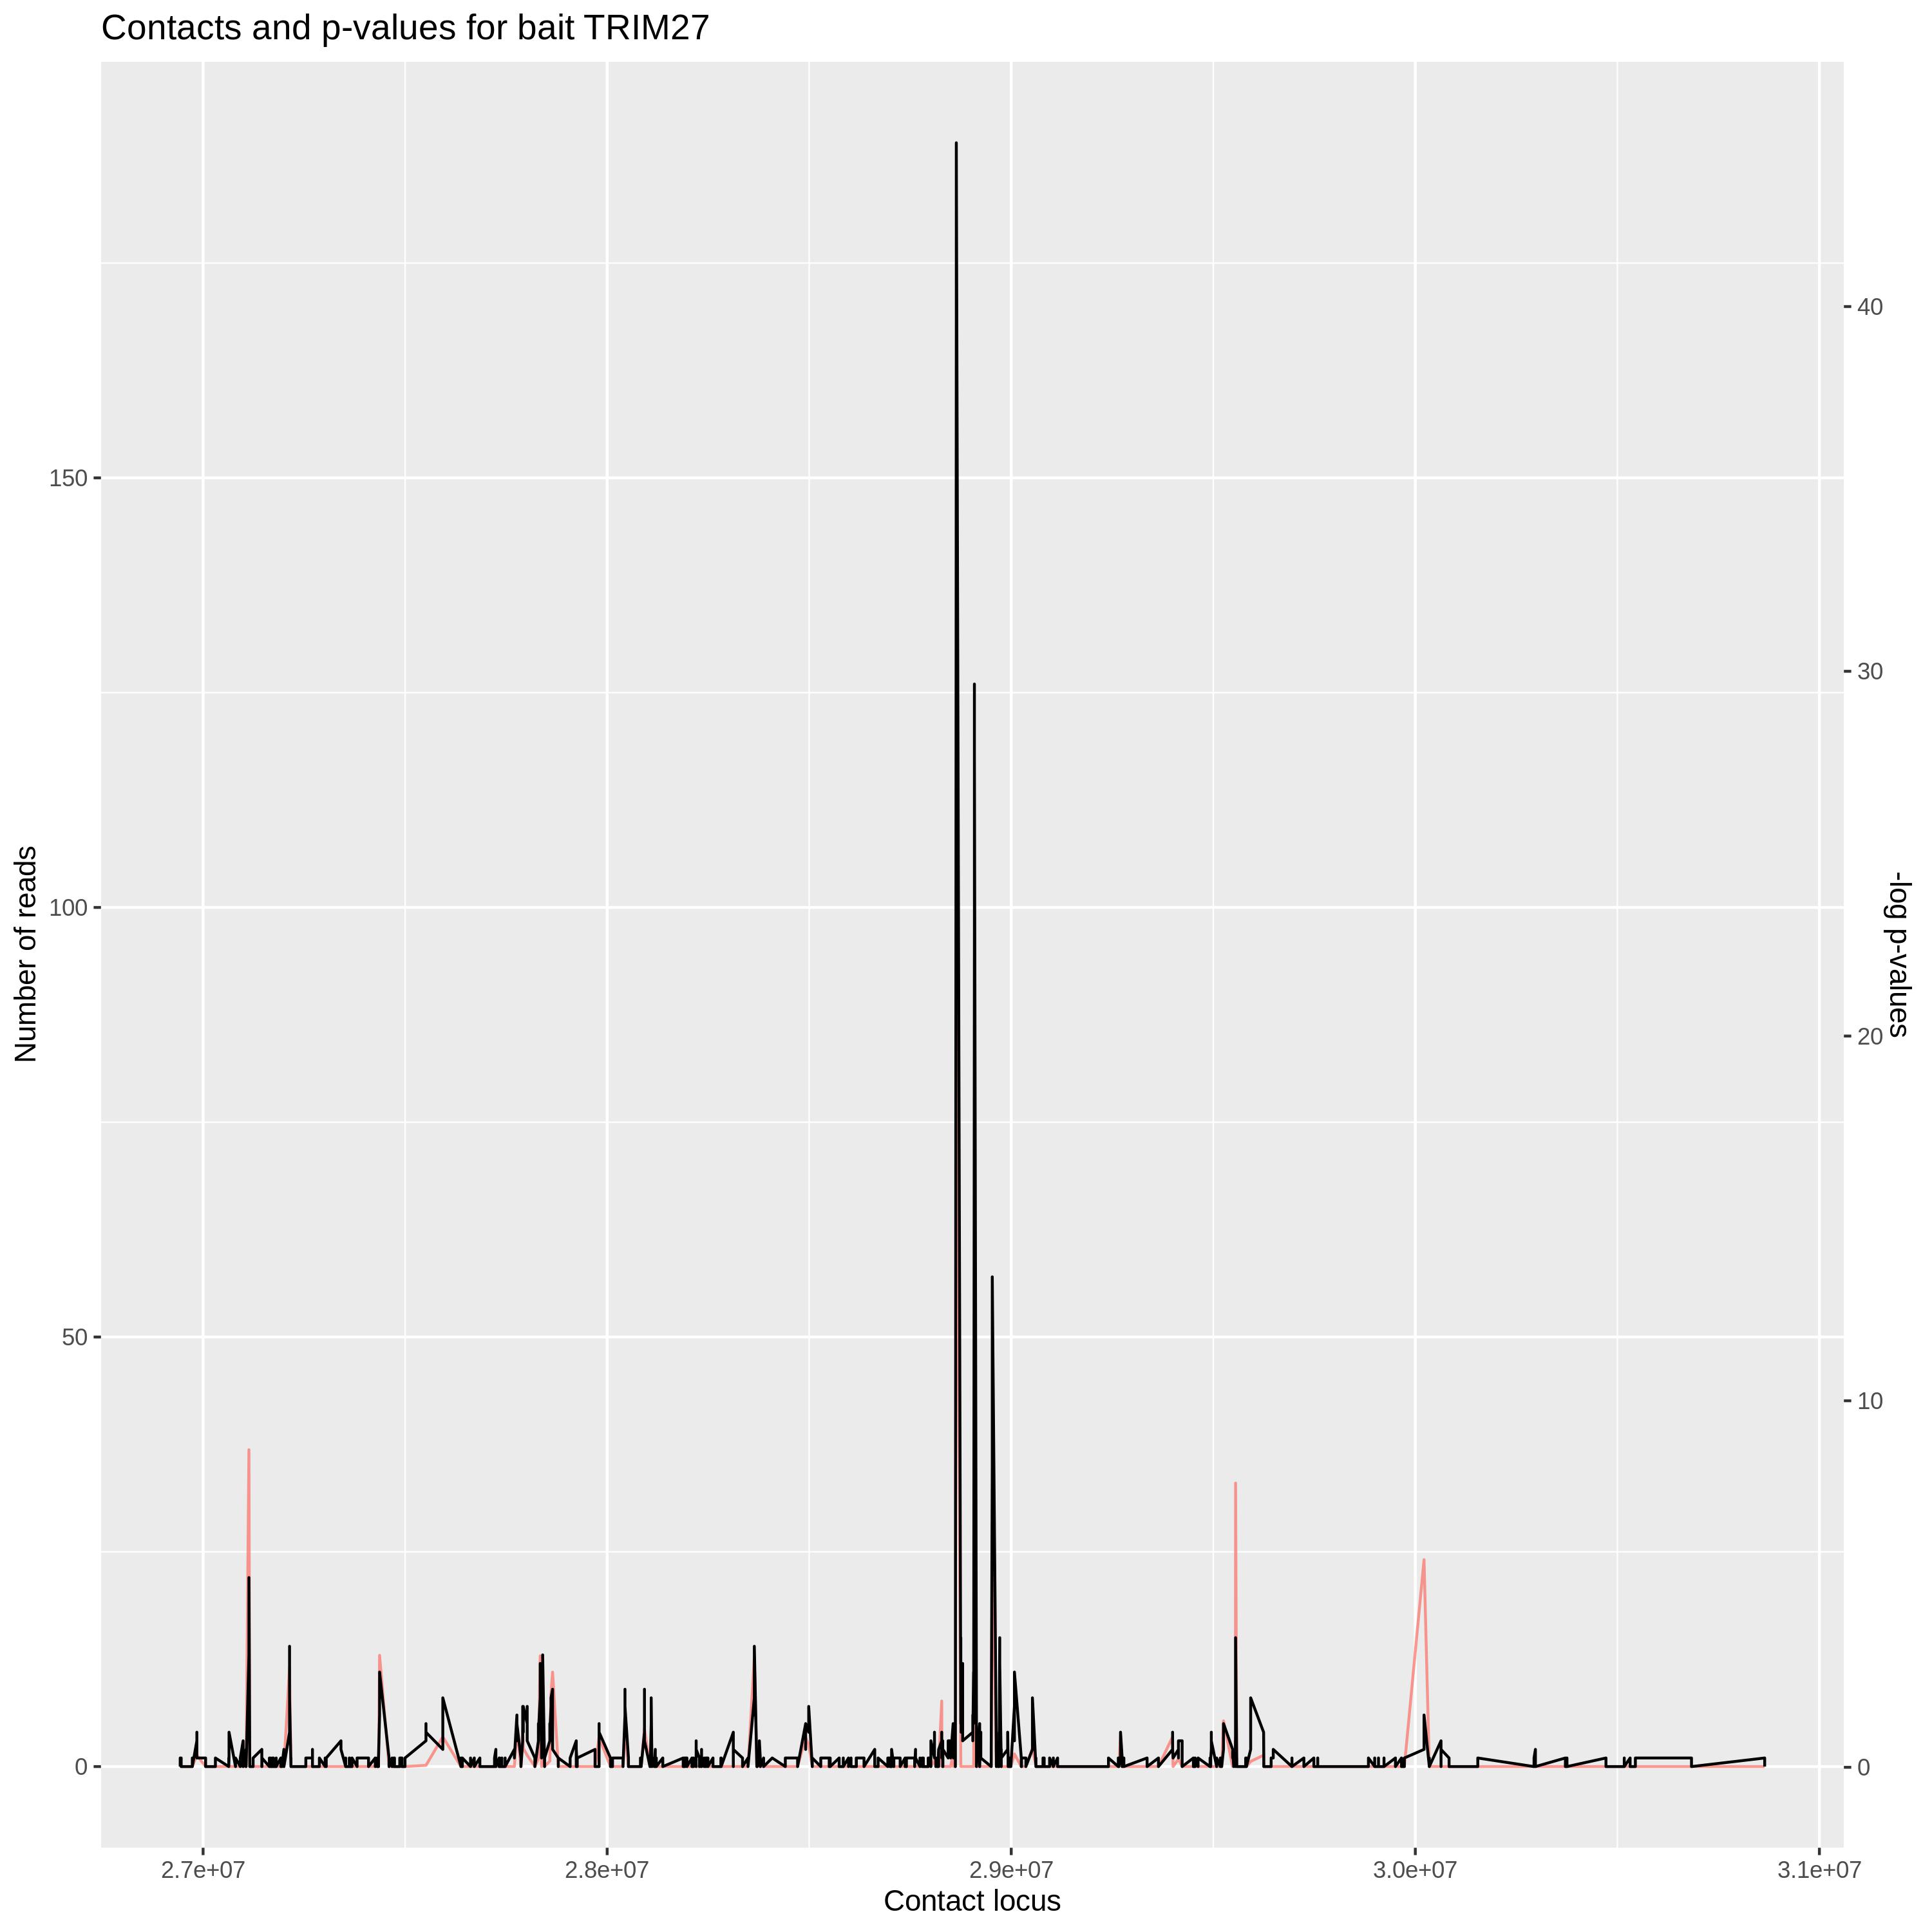 Contacts and p-values for bait TRIM27
Number of reads
150
100
50
0
40
30
20
10
0
-log p-values
2.7e+07 2.8e+07 2.9e+07 3.0e+07 3.1e+07
Contact locus